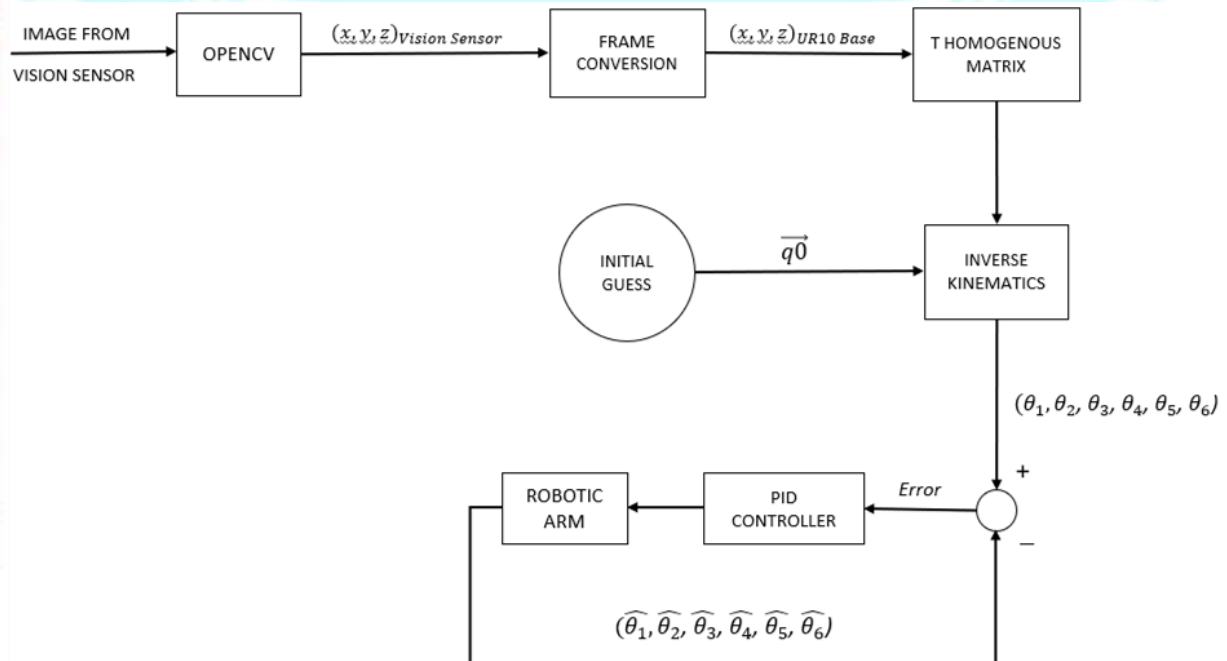 IMAGE FROM
VISION SENSOR
OPENCV
(x, y, z)Vision Sensor
FRAME
CONVERSION
(x, y, z)UR10 Base
T HOMOGENOUS
MATRIX
INITIAL
GUESS
q0⃗
INVERSE
KINEMATICS
(θ₁, θ₂, θ₃, θ₄, θ₅, θ₆)
+
ROBOTIC
ARM
PID
CONTROLLER
Error
−
(θ̂₁, θ̂₂, θ̂₃, θ̂₄, θ̂₅, θ̂₆)